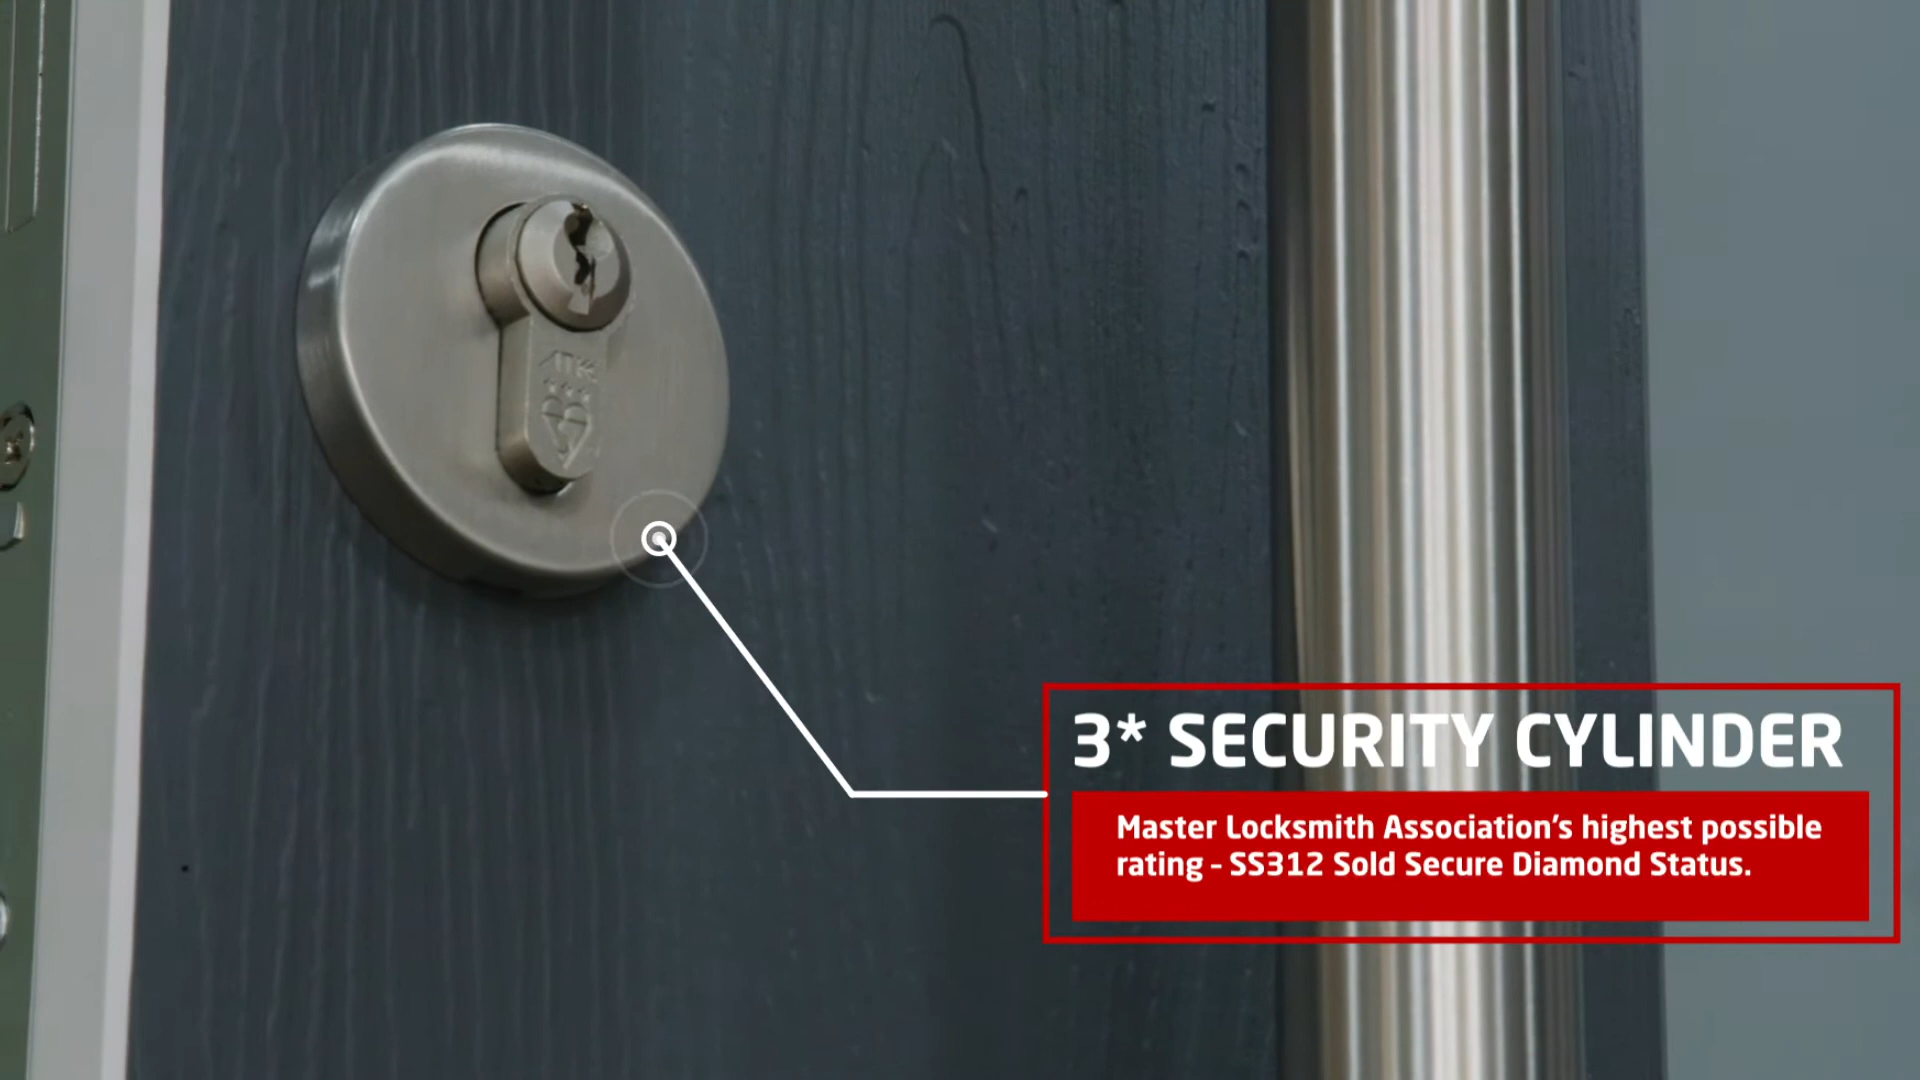 3* SECURITY CYLINDER
Master Locksmith Association's highest possible
rating - SS312 Sold Secure Diamond Status.